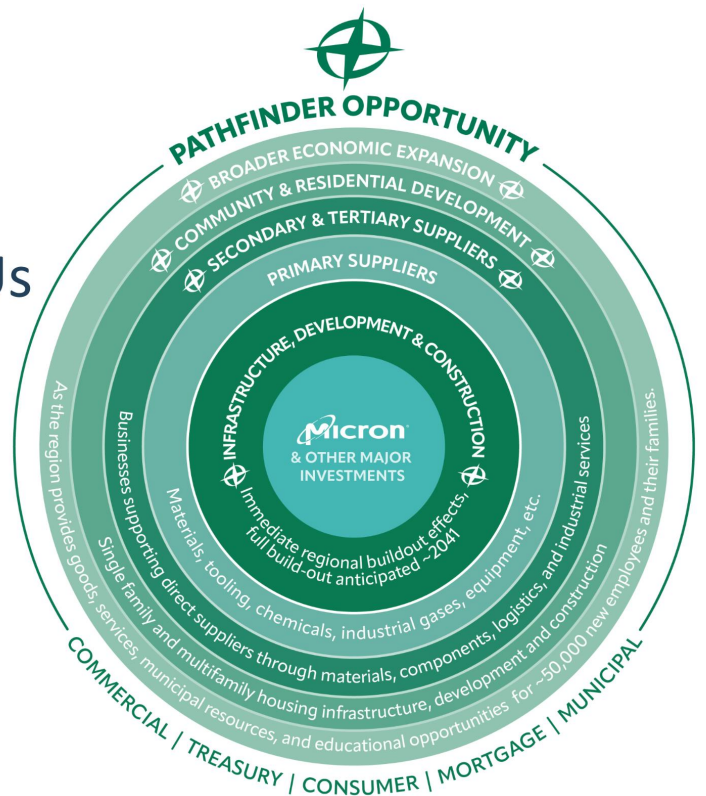 PATHFINDER OPPORTUNITY
BROADER ECONOMIC EXPANSION
COMMUNITY & RESIDENTIAL DEVELOPMENT
SECONDARY & TERTIARY SUPPLIERS
PRIMARY SUPPLIERS
INFRASTRUCTURE, DEVELOPMENT & CONSTRUCTION
Micron
& OTHER MAJOR
INVESTMENTS
Immediate regional buildout effects,
full build-out anticipated ~2041
Materials, tooling, chemicals, industrial gases, equipment, etc.
Businesses supporting direct suppliers through materials, components, logistics, and industrial services
Single family and multifamily housing infrastructure, development and construction
As the region provides goods, services, municipal resources, and educational opportunities for ~50,000 new employees and their families.
COMMERCIAL | TREASURY | CONSUMER | MORTGAGE | MUNICIPAL